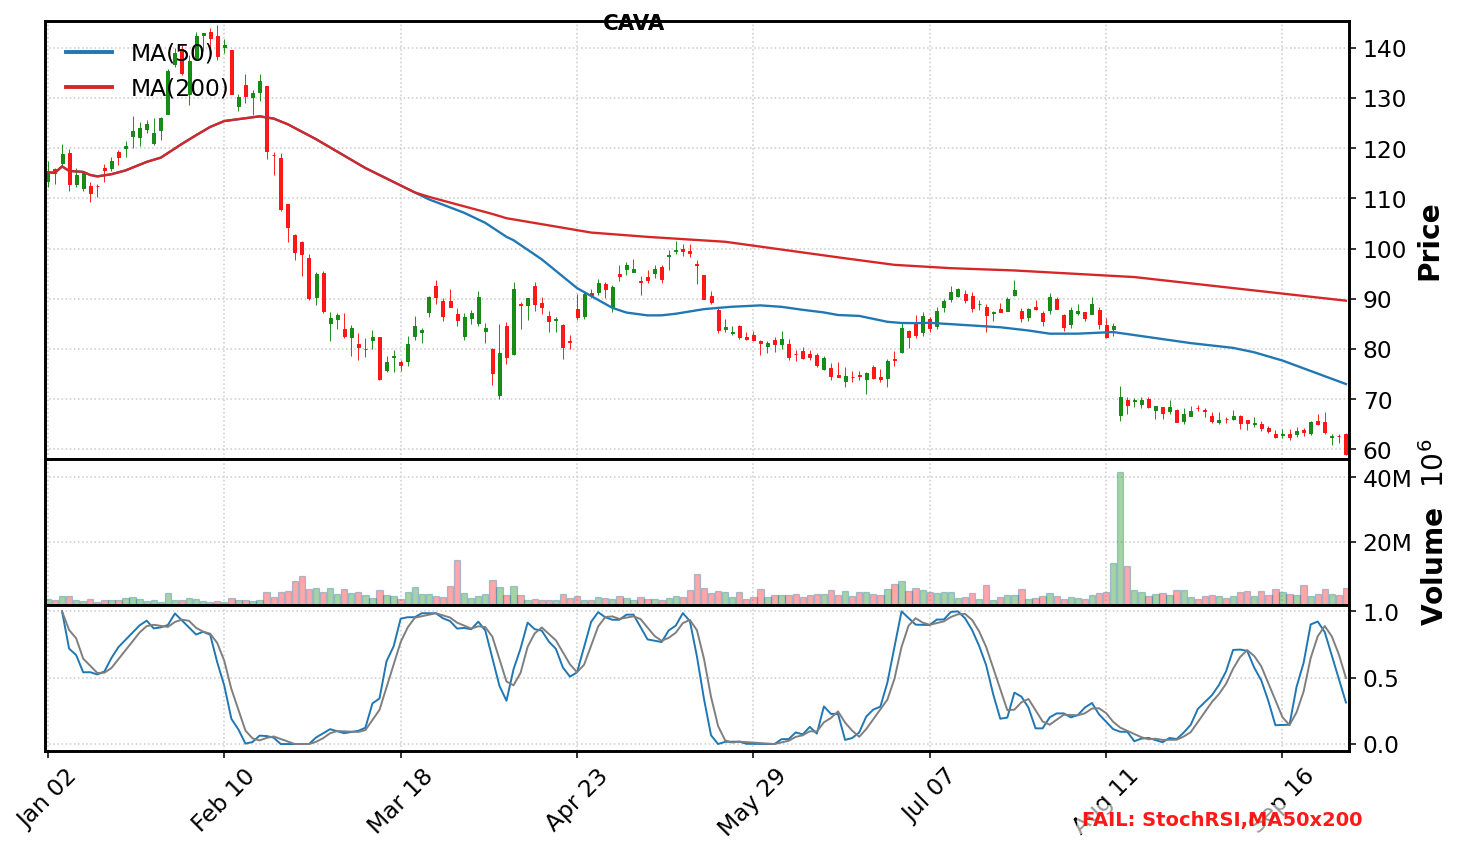 CAVA
MA(50)
MA(200)
140
130
120
110
100
90
80
70
60
Price
40M
20M
Volume 10^6
1.0
0.5
0.0
Jan 02
Feb 10
Mar 18
Apr 23
May 29
Jul 07
Aug 11
Sep 16
FAIL: StochRSI,MA50x200